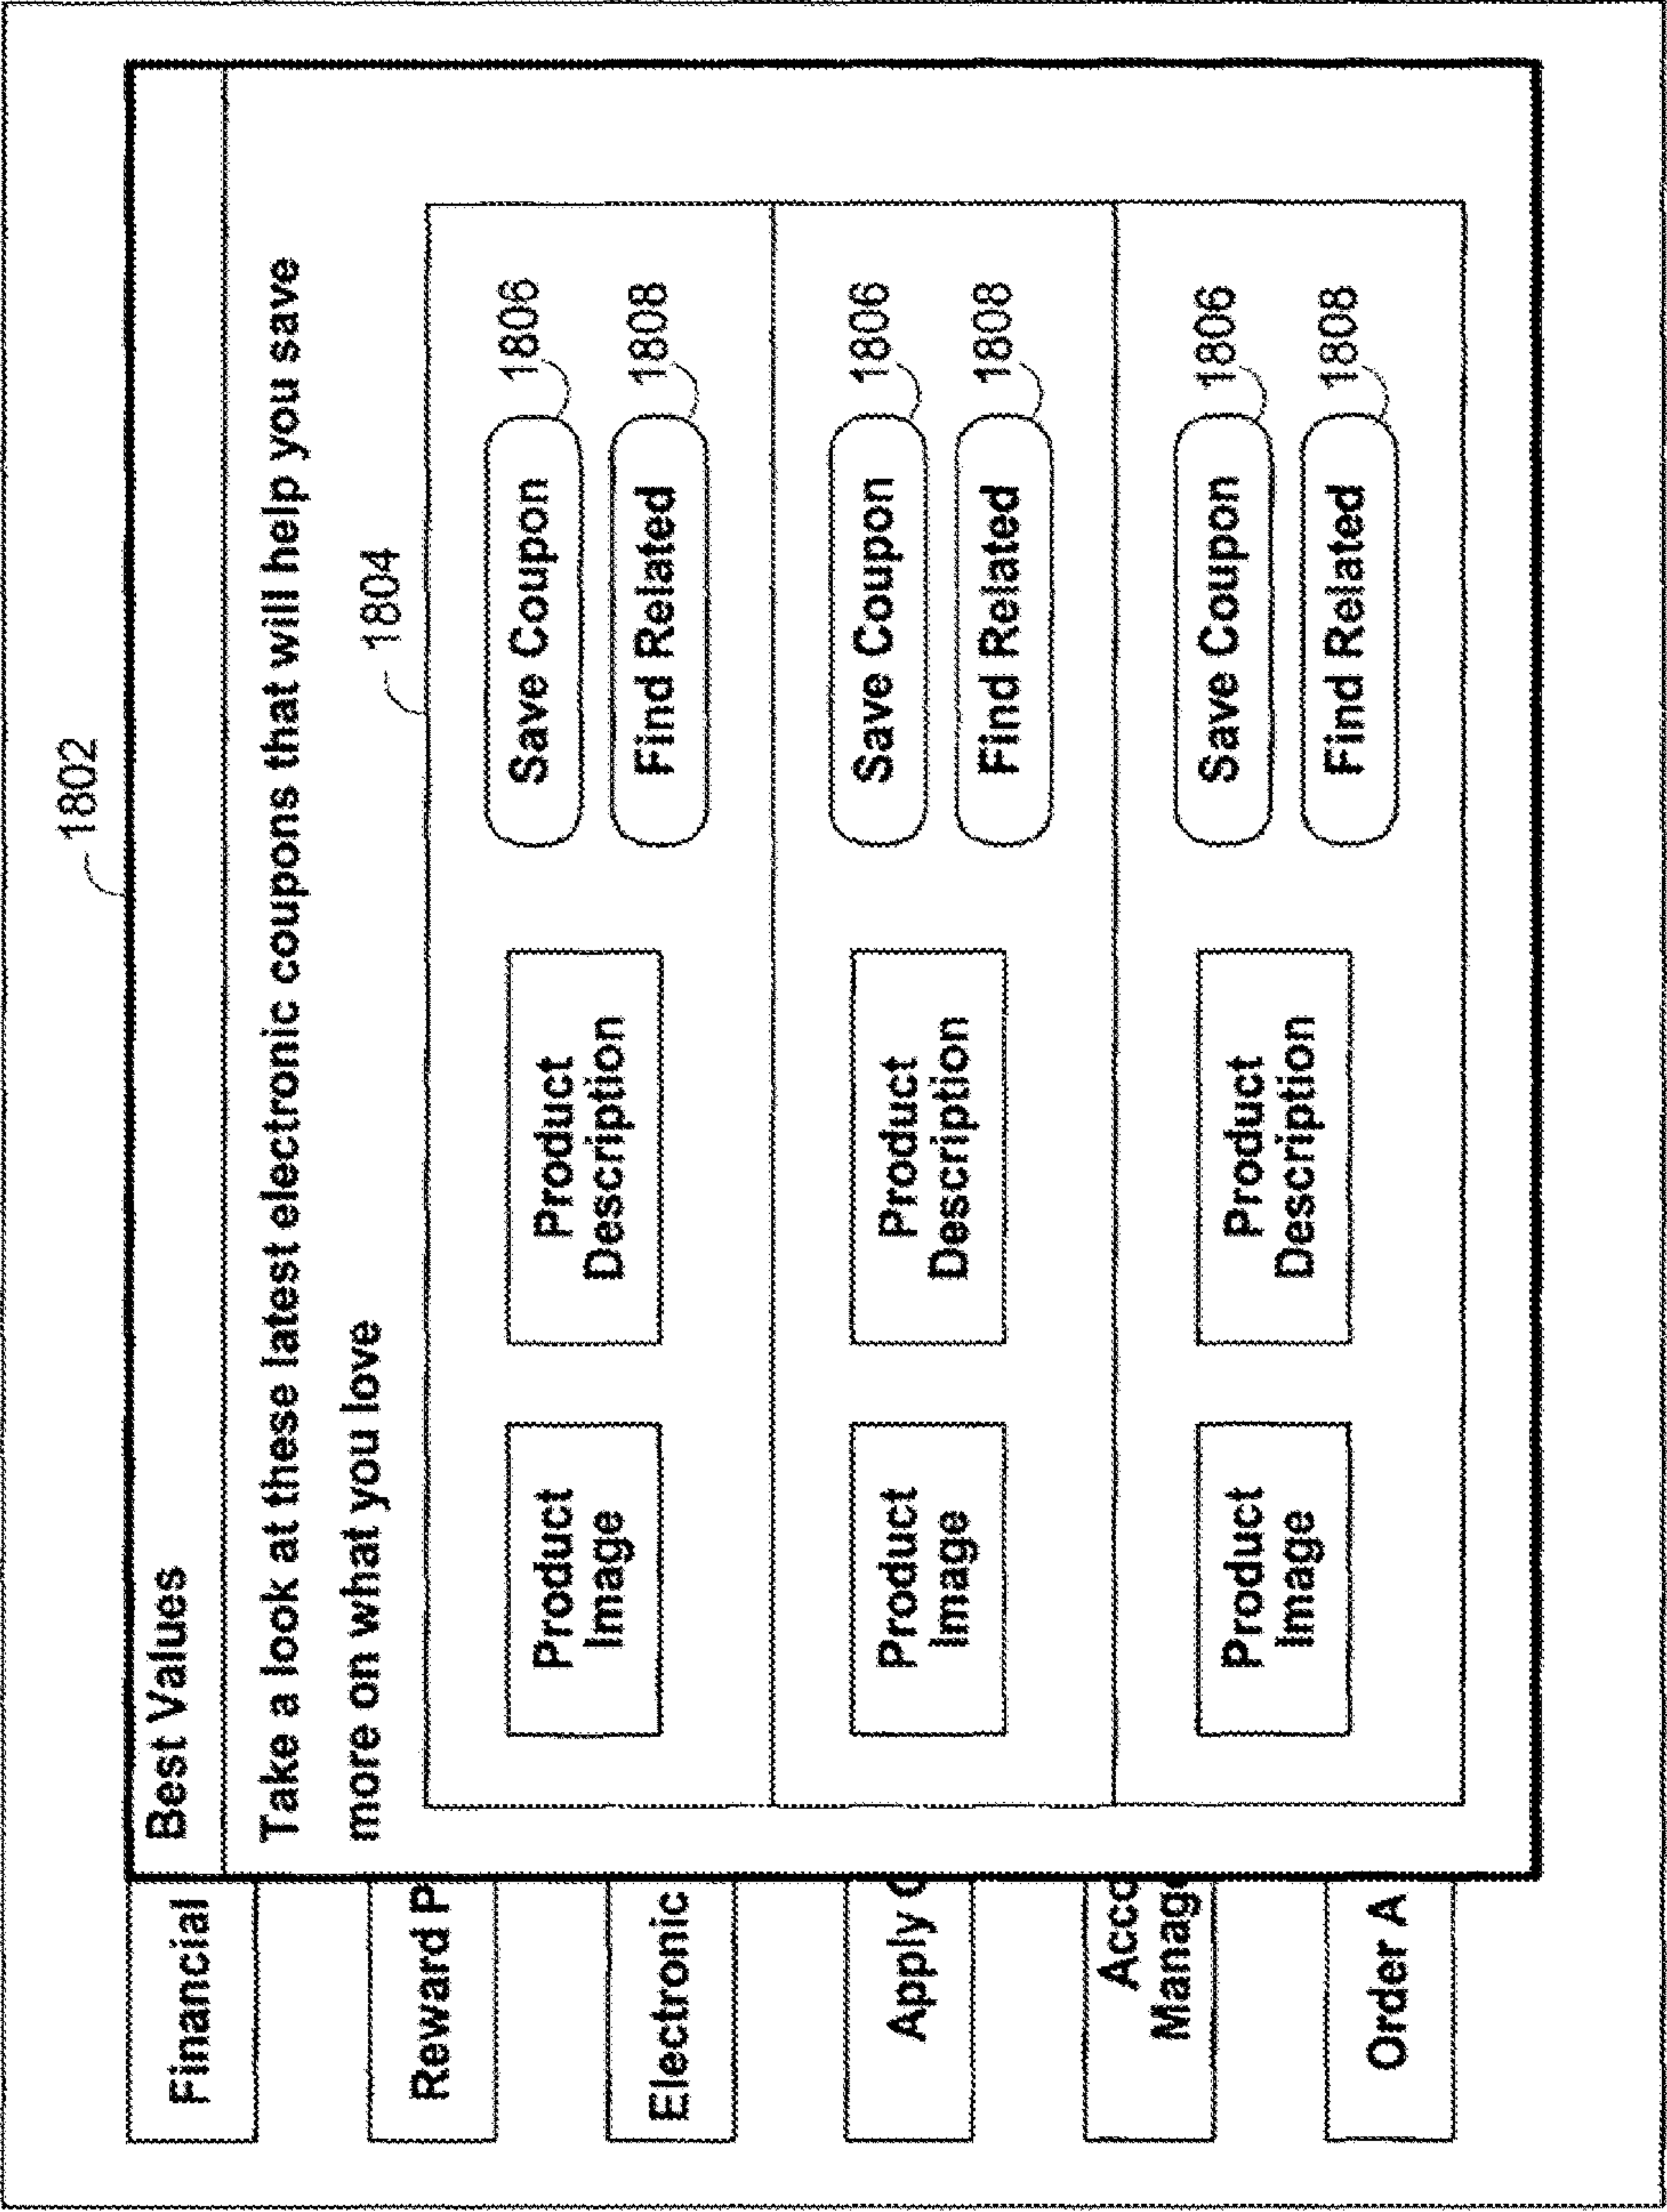 1802
Best Values
Take a look at these latest electronic coupons that will help you save
more on what you love
1804
Product
Image
Product
Description
Save Coupon
1806
Find Related
1808
Product
Image
Product
Description
Save Coupon
1806
Find Related
1808
Product
Image
Product
Description
Save Coupon
1806
Find Related
1808
Financial
Reward P
Electronic
Apply C
Acco
Manag
Order A